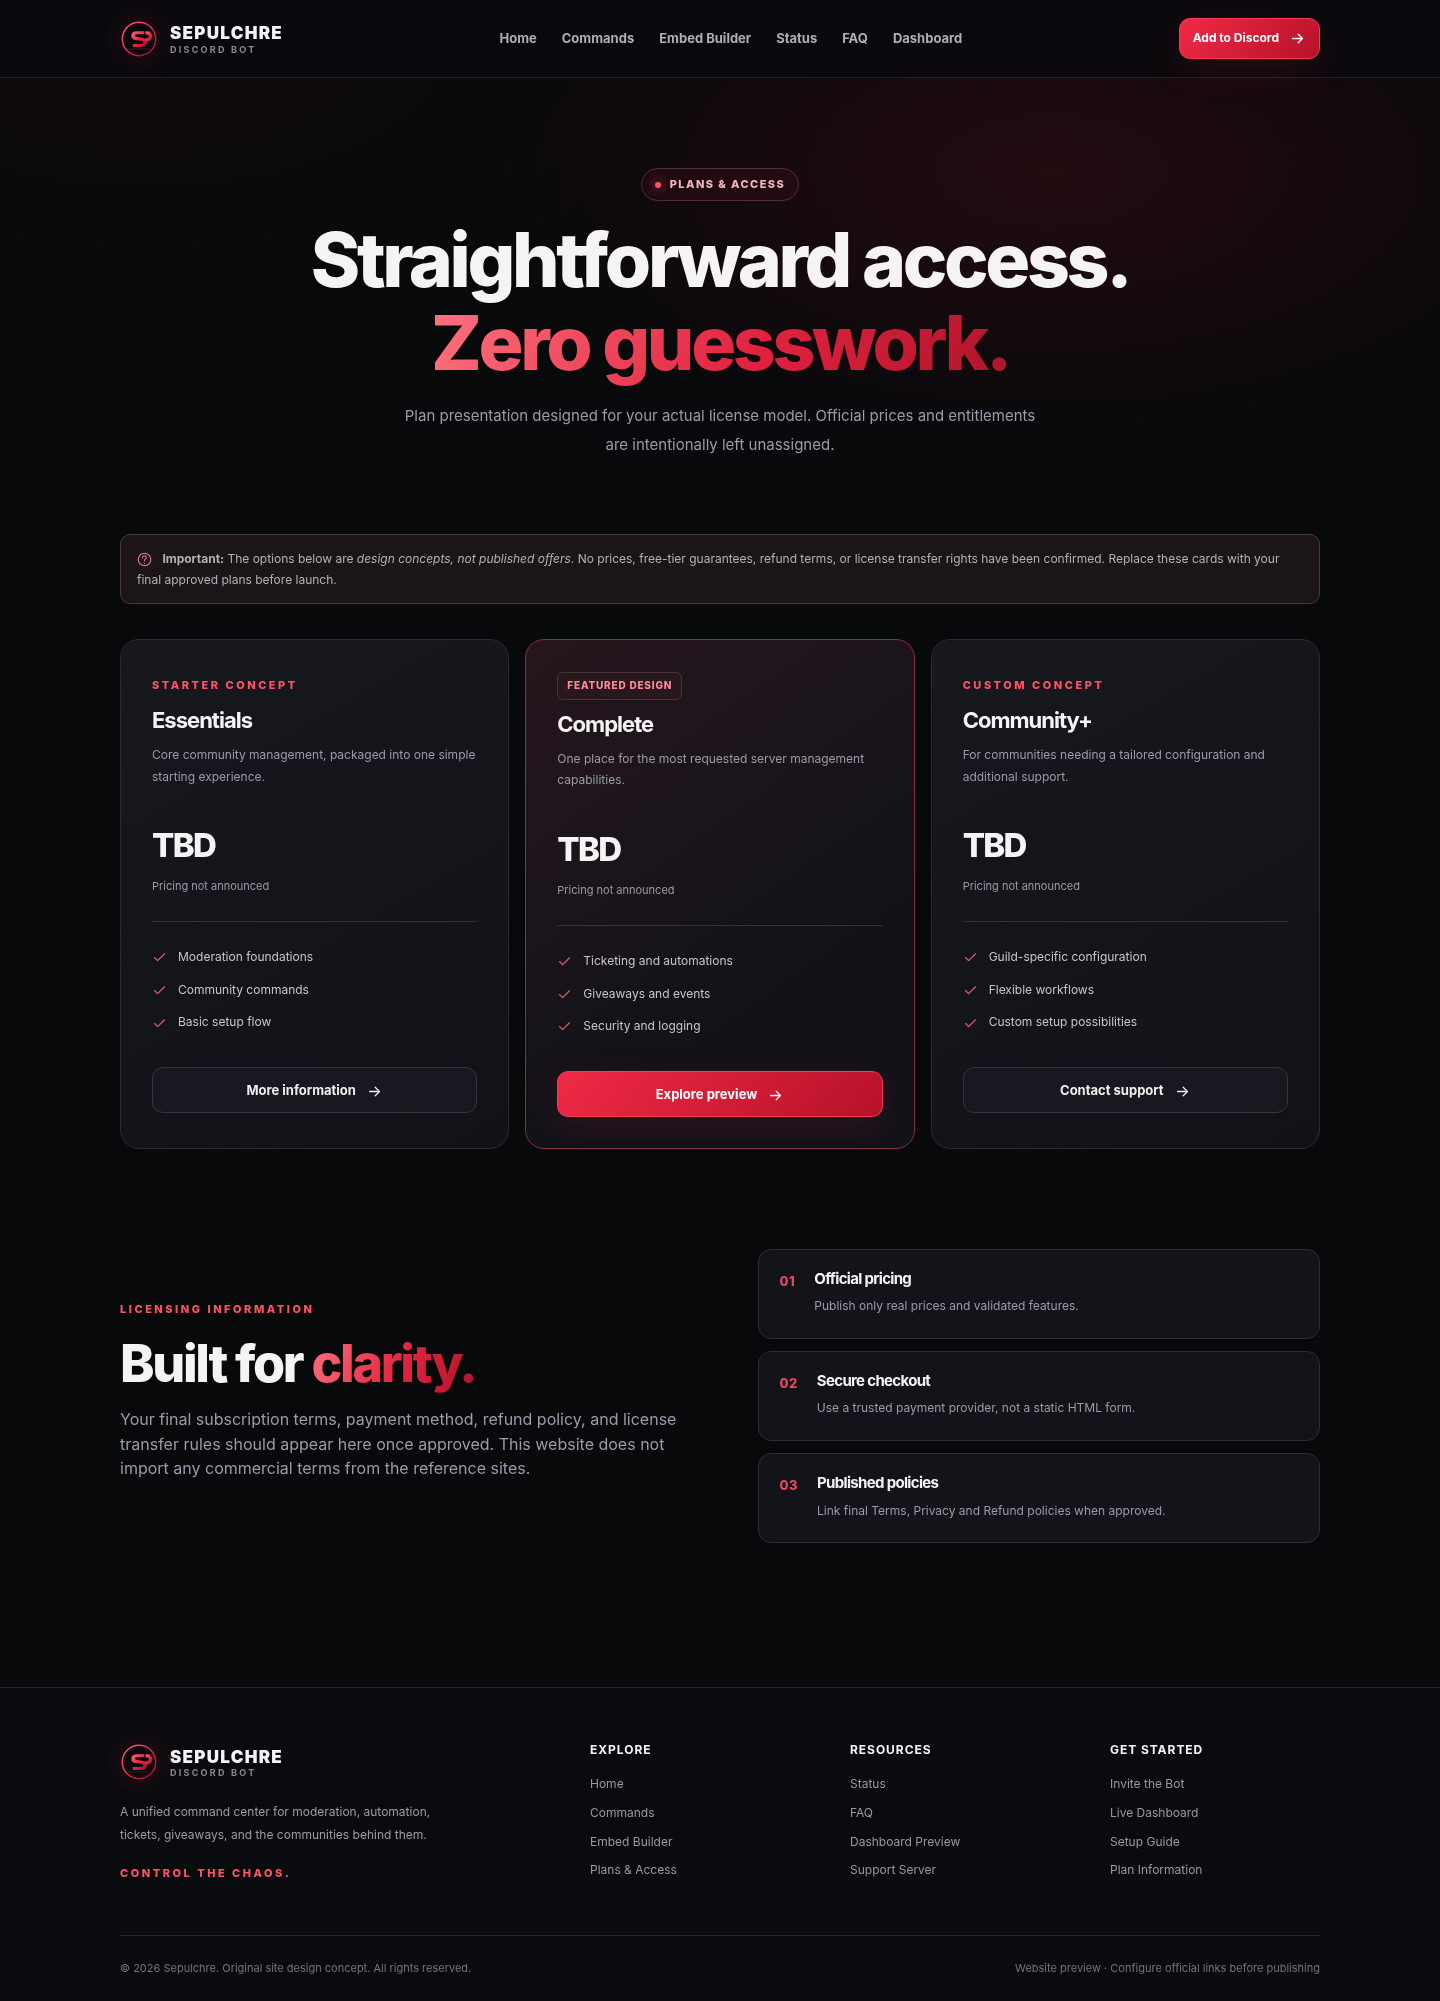 SEPULCHRE
DISCORD BOT
Home Commands Embed Builder Status FAQ Dashboard
Add to Discord
PLANS & ACCESS
Straightforward access.
Zero guesswork.
Plan presentation designed for your actual license model. Official prices and entitlements
are intentionally left unassigned.
Important: The options below are design concepts, not published offers. No prices, free-tier guarantees, refund terms, or license transfer rights have been confirmed. Replace these cards with your
final approved plans before launch.
STARTER CONCEPT
Essentials
Core community management, packaged into one simple
starting experience.
TBD
Pricing not announced
Moderation foundations
Community commands
Basic setup flow
More information
FEATURED DESIGN
Complete
One place for the most requested server management
capabilities.
TBD
Pricing not announced
Ticketing and automations
Giveaways and events
Security and logging
Explore preview
CUSTOM CONCEPT
Community+
For communities needing a tailored configuration and
additional support.
TBD
Pricing not announced
Guild-specific configuration
Flexible workflows
Custom setup possibilities
Contact support
LICENSING INFORMATION
Built for clarity.
Your final subscription terms, payment method, refund policy, and license
transfer rules should appear here once approved. This website does not
import any commercial terms from the reference sites.
01 Official pricing
Publish only real prices and validated features.
02 Secure checkout
Use a trusted payment provider, not a static HTML form.
03 Published policies
Link final Terms, Privacy and Refund policies when approved.
SEPULCHRE
DISCORD BOT
A unified command center for moderation, automation,
tickets, giveaways, and the communities behind them.
CONTROL THE CHAOS.
EXPLORE
Home
Commands
Embed Builder
Plans & Access
RESOURCES
Status
FAQ
Dashboard Preview
Support Server
GET STARTED
Invite the Bot
Live Dashboard
Setup Guide
Plan Information
© 2026 Sepulchre. Original site design concept. All rights reserved.
Website preview · Configure official links before publishing